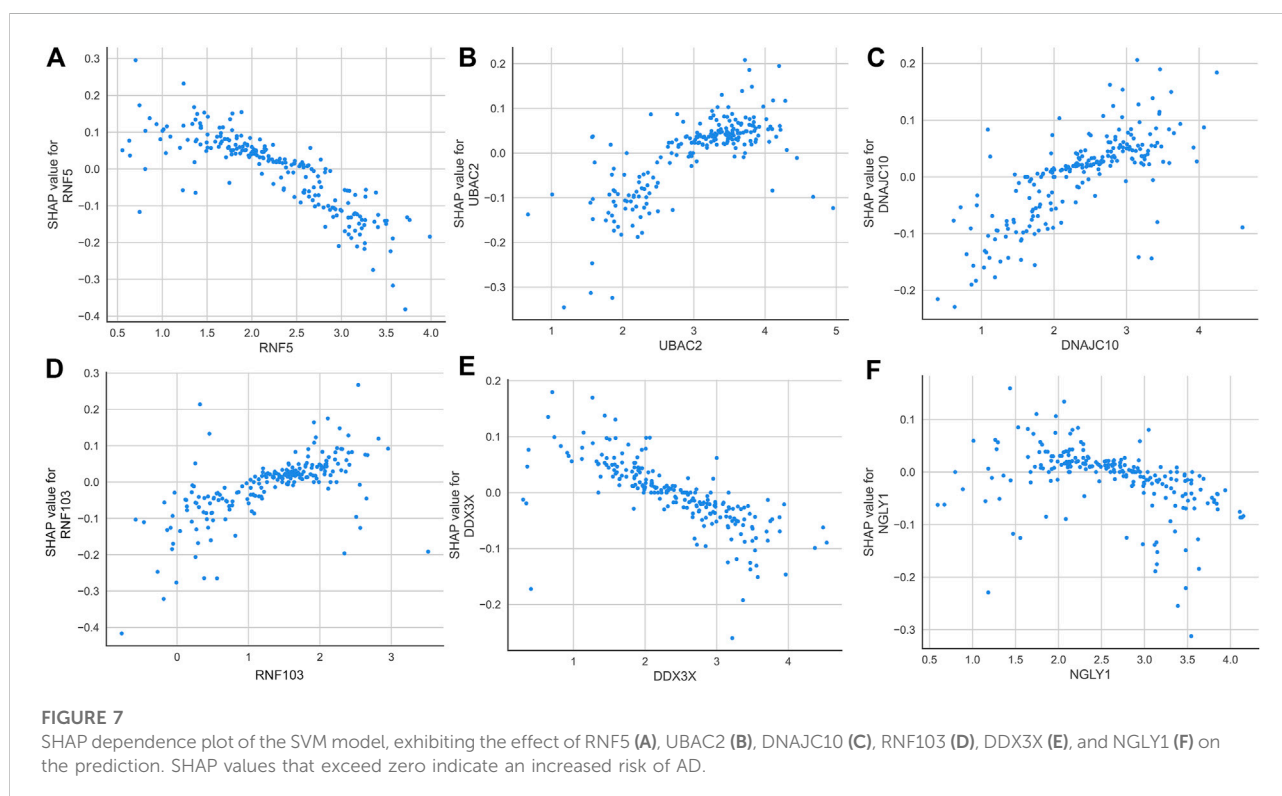 A
0.3
0.2
0.1
0.0
−0.1
−0.2
−0.3
−0.4
SHAP value for
RNF5
0.5 1.0 1.5 2.0 2.5 3.0 3.5 4.0
RNF5
B
0.2
0.1
0.0
−0.1
−0.2
−0.3
SHAP value for
UBAC2
1 2 3 4 5
UBAC2
C
0.2
0.1
0.0
−0.1
−0.2
SHAP value for
DNAJC10
1 2 3 4
DNAJC10
D
0.3
0.2
0.1
0.0
−0.1
−0.2
−0.3
−0.4
SHAP value for
RNF103
0 1 2 3
RNF103
E
0.2
0.1
0.0
−0.1
−0.2
SHAP value for
DDX3X
1 2 3 4
DDX3X
F
0.1
0.0
−0.1
−0.2
−0.3
SHAP value for
NGLY1
0.5 1.0 1.5 2.0 2.5 3.0 3.5 4.0
NGLY1
FIGURE 7
SHAP dependence plot of the SVM model, exhibiting the effect of RNF5 (A), UBAC2 (B), DNAJC10 (C), RNF103 (D), DDX3X (E), and NGLY1 (F) on
the prediction. SHAP values that exceed zero indicate an increased risk of AD.